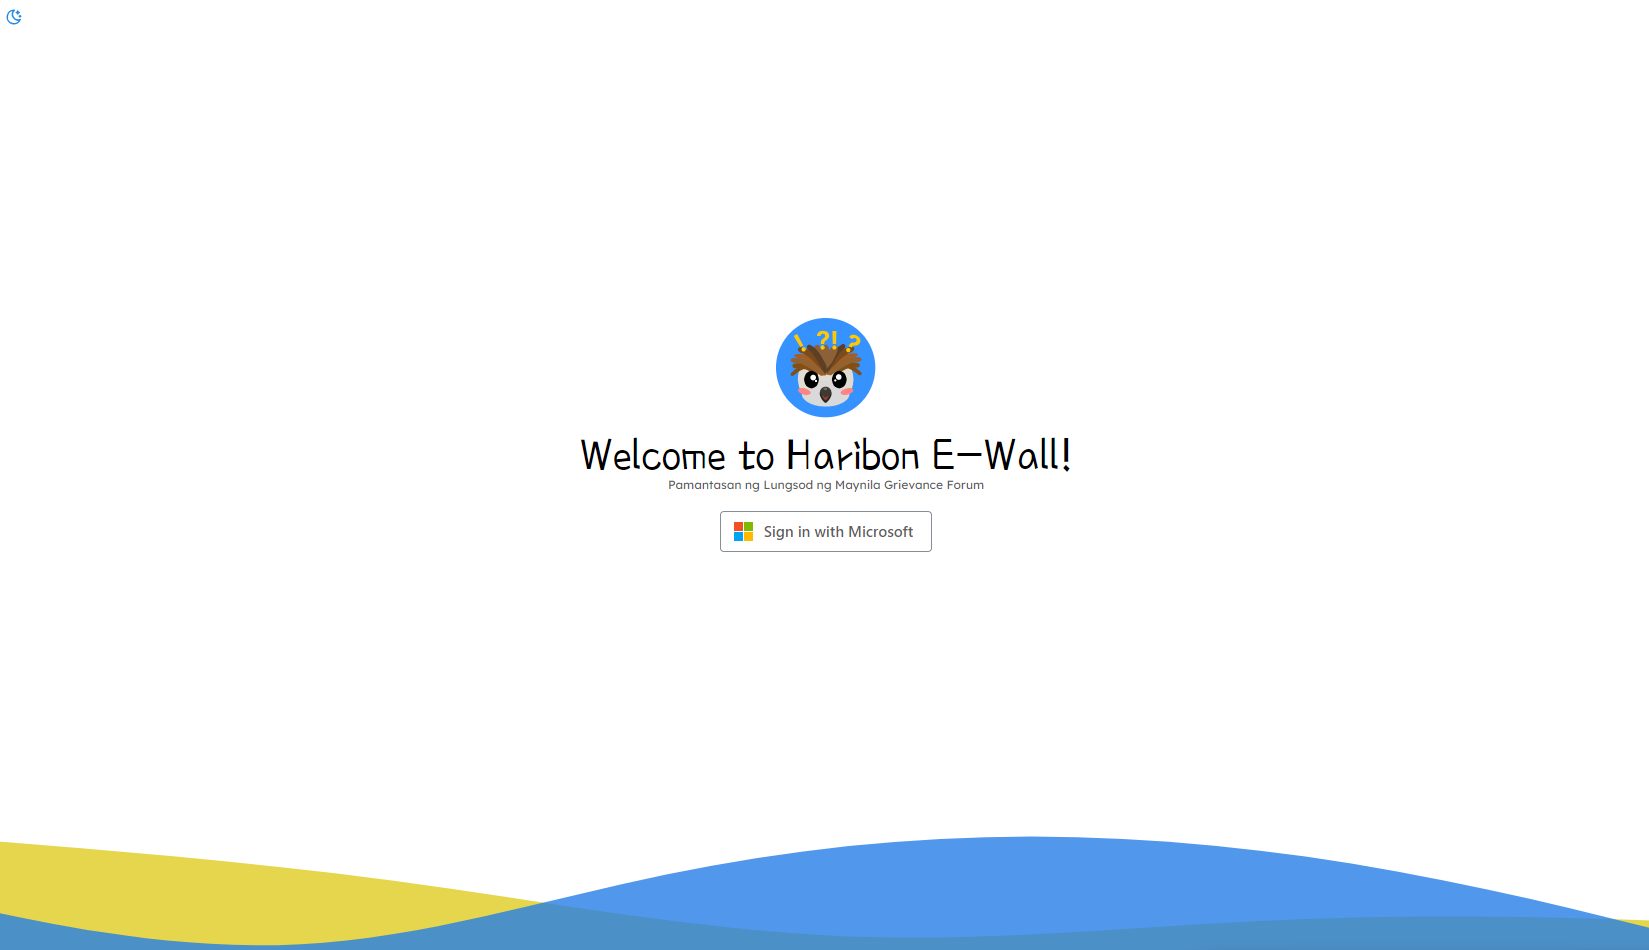 ! ?! ?
Welcome to Haribon E-Wall!
Pamantasan ng Lungsod ng Maynila Grievance Forum
Sign in with Microsoft